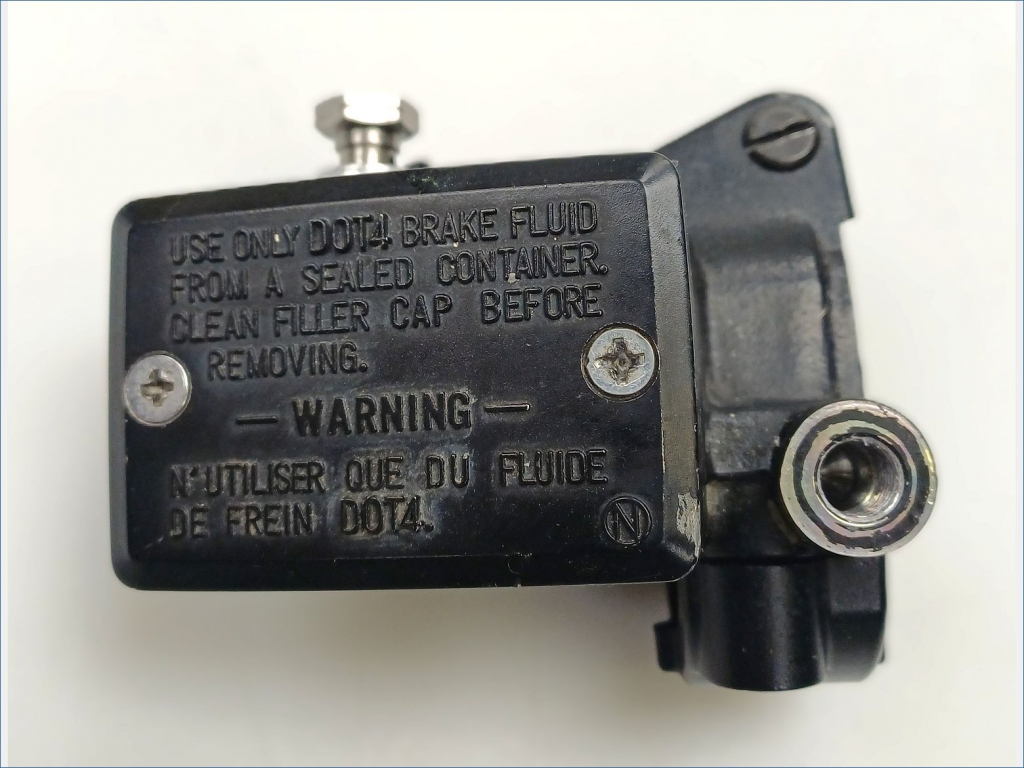 USE ONLY DOT4 BRAKE FLUID
FROM A SEALED CONTAINER.
CLEAN FILLER CAP BEFORE
REMOVING.
— WARNING —
N'UTILISER QUE DU FLUIDE
DE FREIN DOT4.
N